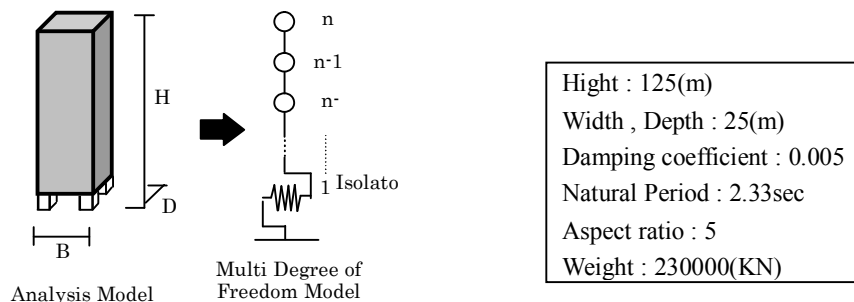 n
n-1
n-
1 Isolato
H
D
B
Analysis Model
Multi Degree of
Freedom Model
Hight : 125(m)
Width , Depth : 25(m)
Damping coefficient : 0.005
Natural Period : 2.33sec
Aspect ratio : 5
Weight : 230000(KN)